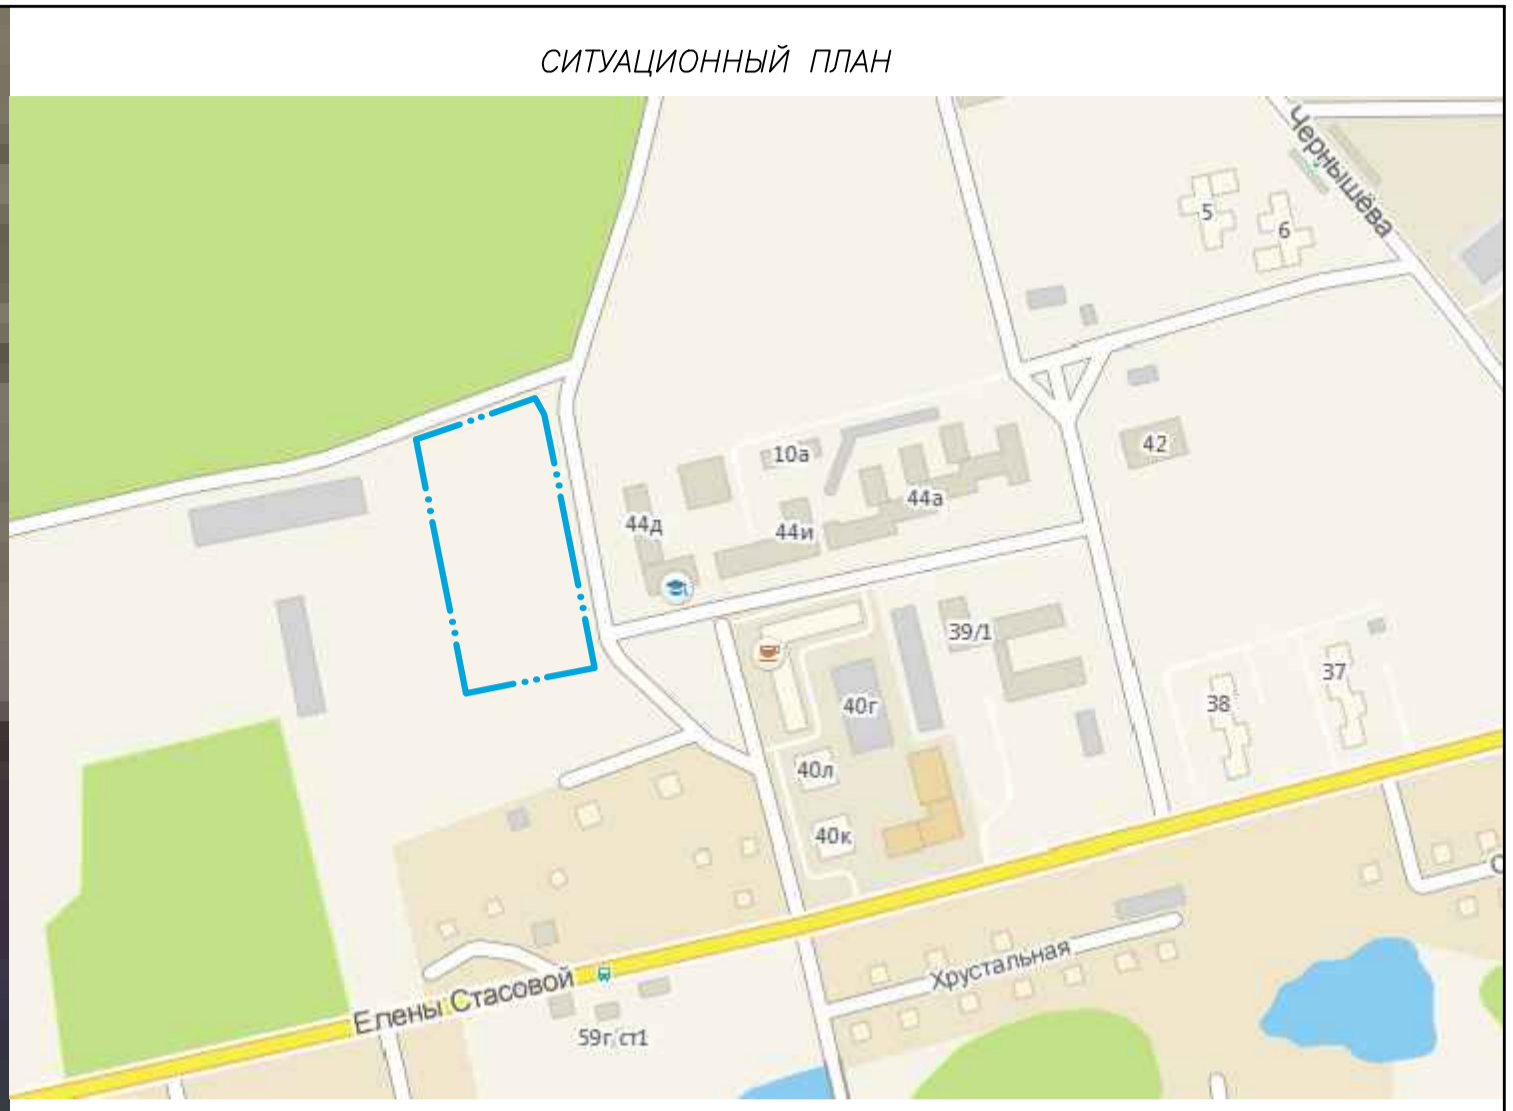 СИТУАЦИОННЫЙ ПЛАН
Чернышёва
5
6
10а
42
44а
44д
44и
39/1
37
38
40г
40л
40к
Хрустальная
Елены Стасовой
59г/ст1